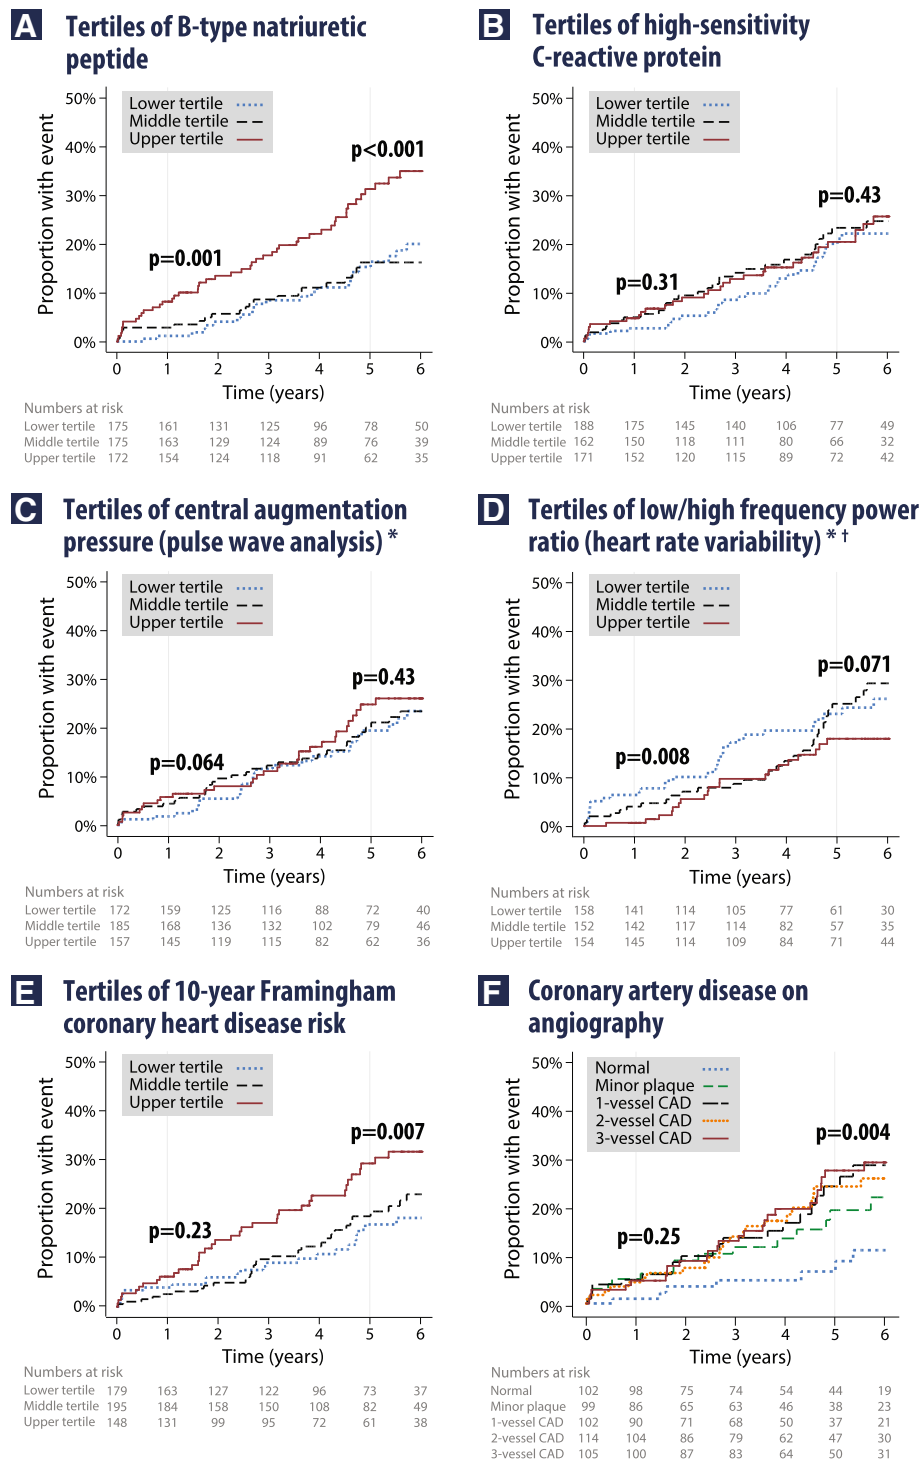 A Tertiles of B-type natriuretic
peptide
Lower tertile
Middle tertile
Upper tertile
50%
40%
30%
20%
10%
0%
Proportion with event
p=0.001
p<0.001
0 1 2 3 4 5 6
Time (years)
Numbers at risk
Lower tertile 175 161 131 125 96 78 50
Middle tertile 175 163 129 124 89 76 39
Upper tertile 172 154 124 118 91 62 35
B Tertiles of high-sensitivity
C-reactive protein
Lower tertile
Middle tertile
Upper tertile
50%
40%
30%
20%
10%
0%
Proportion with event
p=0.31
p=0.43
0 1 2 3 4 5 6
Time (years)
Numbers at risk
Lower tertile 188 175 145 140 106 77 49
Middle tertile 162 150 118 111 80 66 32
Upper tertile 171 152 120 115 89 72 42
C Tertiles of central augmentation
pressure (pulse wave analysis) *
Lower tertile
Middle tertile
Upper tertile
50%
40%
30%
20%
10%
0%
Proportion with event
p=0.064
p=0.43
0 1 2 3 4 5 6
Time (years)
Numbers at risk
Lower tertile 172 159 125 116 88 72 40
Middle tertile 185 168 136 132 102 79 46
Upper tertile 157 145 119 115 82 62 36
D Tertiles of low/high frequency power
ratio (heart rate variability) * †
Lower tertile
Middle tertile
Upper tertile
50%
40%
30%
20%
10%
0%
Proportion with event
p=0.008
p=0.071
0 1 2 3 4 5 6
Time (years)
Numbers at risk
Lower tertile 158 141 114 105 77 61 30
Middle tertile 152 142 117 114 82 57 35
Upper tertile 154 145 114 109 84 71 44
E Tertiles of 10-year Framingham
coronary heart disease risk
Lower tertile
Middle tertile
Upper tertile
50%
40%
30%
20%
10%
0%
Proportion with event
p=0.23
p=0.007
0 1 2 3 4 5 6
Time (years)
Numbers at risk
Lower tertile 179 163 127 122 96 73 37
Middle tertile 195 184 158 150 108 82 49
Upper tertile 148 131 99 95 72 61 38
F Coronary artery disease on
angiography
Normal
Minor plaque
1-vessel CAD
2-vessel CAD
3-vessel CAD
50%
40%
30%
20%
10%
0%
Proportion with event
p=0.25
p=0.004
0 1 2 3 4 5 6
Time (years)
Numbers at risk
Normal 102 98 75 74 54 44 19
Minor plaque 99 86 65 63 46 38 23
1-vessel CAD 102 90 71 68 50 37 21
2-vessel CAD 114 104 86 79 62 47 30
3-vessel CAD 105 100 87 83 64 50 31